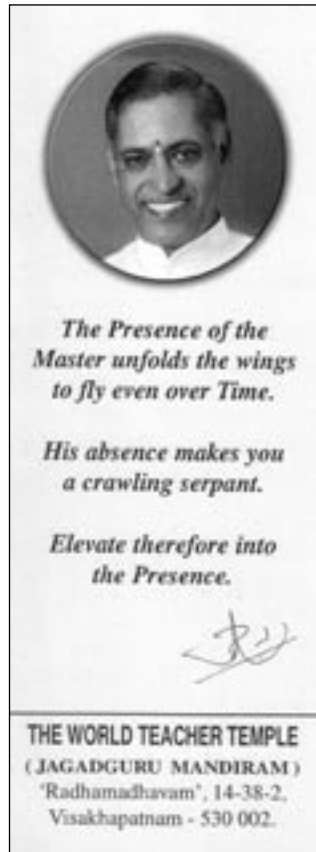 The Presence of the
Master unfolds the wings
to fly even over Time.
His absence makes you
a crawling serpant.
Elevate therefore into
the Presence.
THE WORLD TEACHER TEMPLE
( JAGADGURU MANDIRAM )
'Radhamadhavam', 14-38-2,
Visakhapatnam - 530 002.